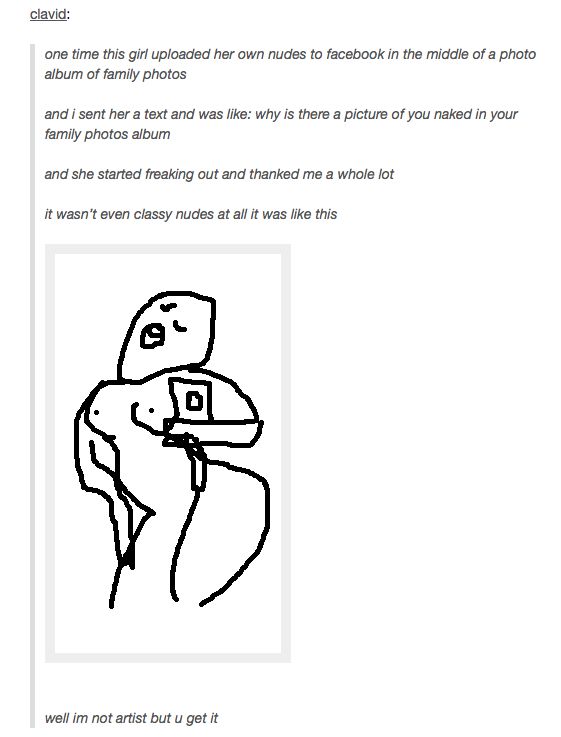 clavid:
one time this girl uploaded her own nudes to facebook in the middle of a photo
album of family photos
and i sent her a text and was like: why is there a picture of you naked in your
family photos album
and she started freaking out and thanked me a whole lot
it wasn't even classy nudes at all it was like this
well im not artist but u get it